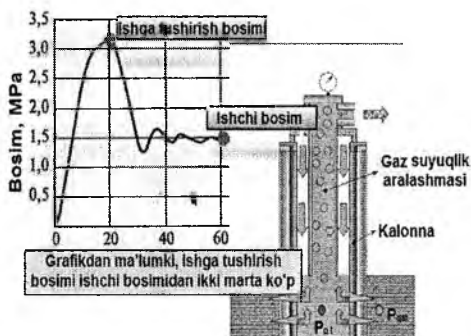 Ishga tushirish bosimi
3,5
3,0
2,5
2,0
1,5
1,0
0,5
Bosim, MPa
0
20
40
60
Ishchi bosim
Gaz suyuqlik
aralashmasi
Kalonna
Grafikdan ma'lumki, ishga tushirish
bosimi ishchi bosimidan ikki marta ko'p